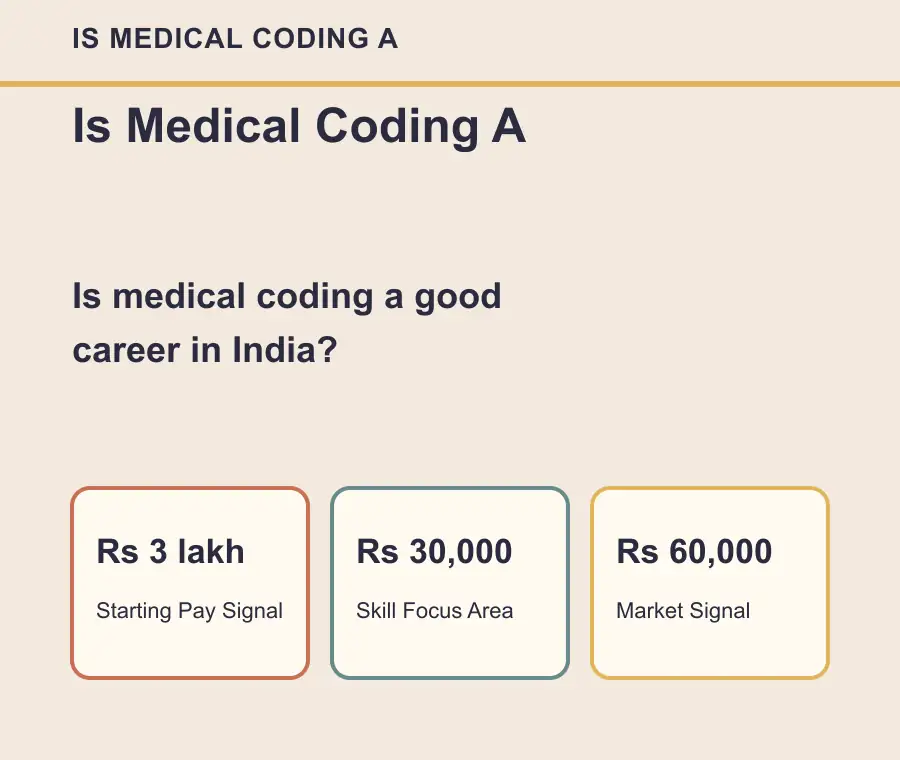 IS MEDICAL CODING A
Is Medical Coding A
Is medical coding a good
career in India?
Rs 3 lakh
Starting Pay Signal
Rs 30,000
Skill Focus Area
Rs 60,000
Market Signal